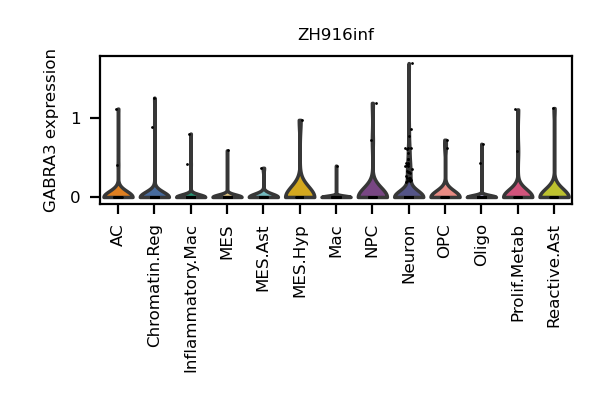 ZH916inf
GABRA3 expression
1
0
AC
Chromatin.Reg
Inflammatory.Mac
MES
MES.Ast
MES.Hyp
Mac
NPC
Neuron
OPC
Oligo
Prolif.Metab
Reactive.Ast